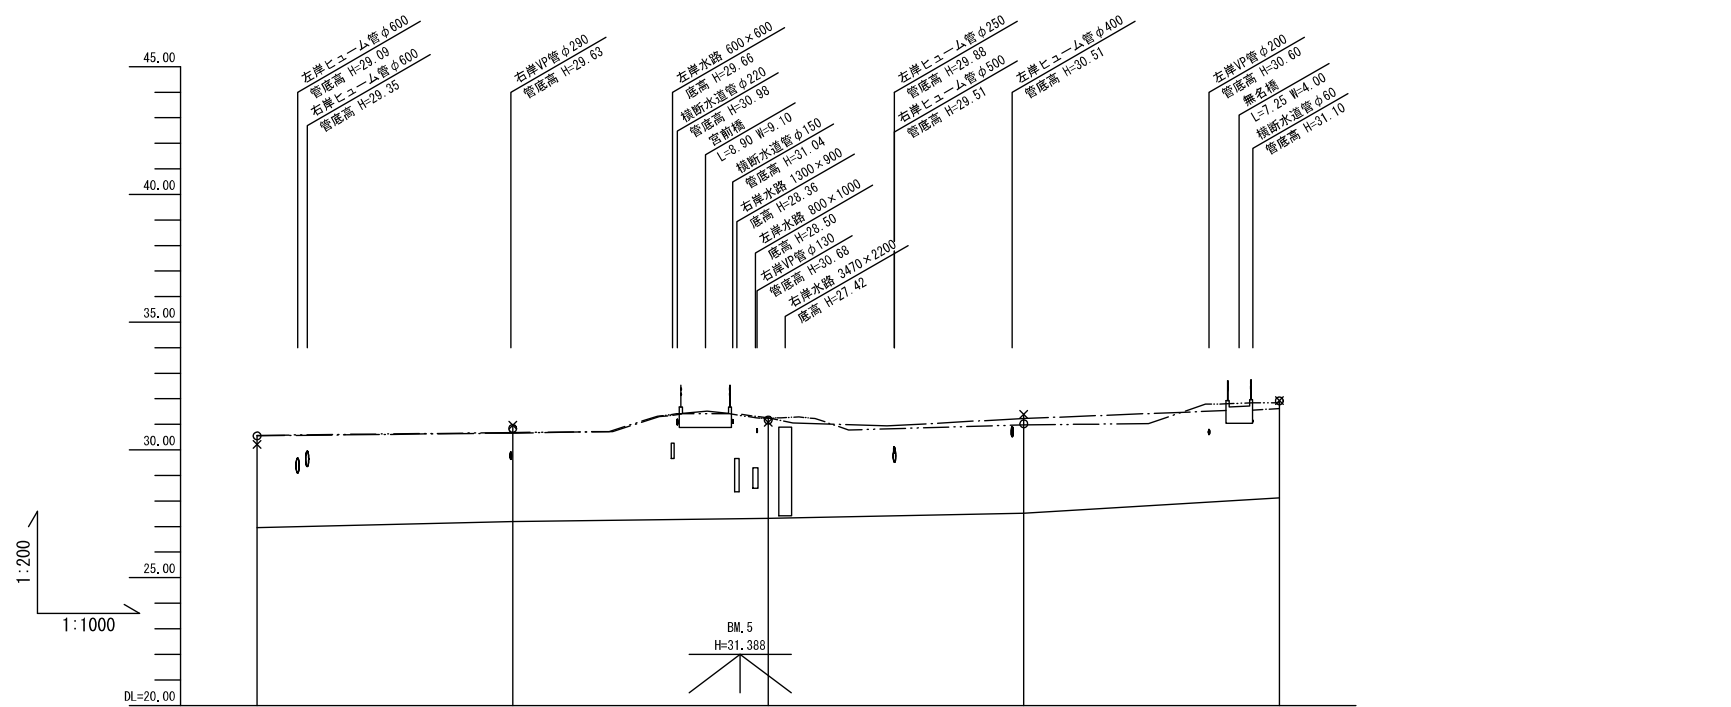 45.00
40.00
35.00
30.00
25.00
DL=20.00
左岸ヒューム管φ600
管底高 H=29.09
右岸ヒューム管φ600
管底高 H=29.35
右岸VP管φ290
管底高 H=29.63
左岸水路 600×600
底高 H=29.66
横断水道管φ220
管底高 H=30.98
宮前橋
L=8.90 W=9.10
横断水道管φ150
管底高 H=31.04
右岸水路 1300×900
底高 H=28.36
左岸水路 800×1000
底高 H=28.50
右岸VP管φ130
管底高 H=30.68
右岸水路 3470×2200
底高 H=27.42
左岸ヒューム管φ250
管底高 H=29.88
右岸ヒューム管φ500
管底高 H=29.51
左岸ヒューム管φ400
管底高 H=30.51
左岸VP管φ200
管底高 H=30.60
無名橋
L=7.25 W=4.00
横断水道管φ60
管底高 H=31.10
1:200
1:1000
BM.5
H=31.388